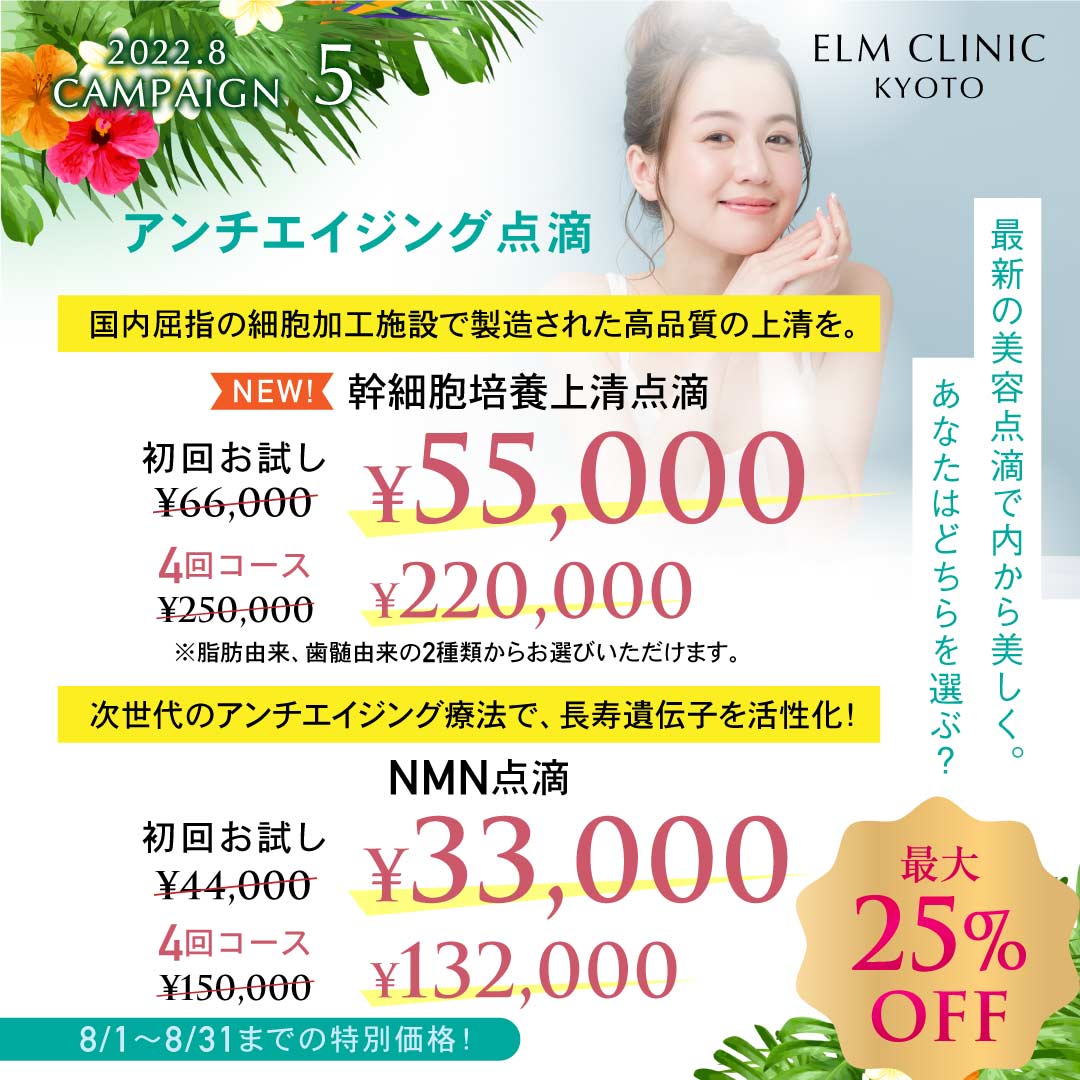 2022.8
CAMPAIGN 5
ELM CLINIC
KYOTO
アンチエイジング点滴
最新の美容点滴で内から美しく。
あなたはどちらを選ぶ?
国内屈指の細胞加工施設で製造された高品質の上清を。
NEW! 幹細胞培養上清点滴
初回お試し
¥66,000
¥55,000
4回コース
¥250,000
¥220,000
※脂肪由来、歯髄由来の2種類からお選びいただけます。
次世代のアンチエイジング療法で、長寿遺伝子を活性化!
NMN点滴
初回お試し
¥44,000
¥33,000
4回コース
¥150,000
¥132,000
最大
25%
OFF
8/1〜8/31までの特別価格!